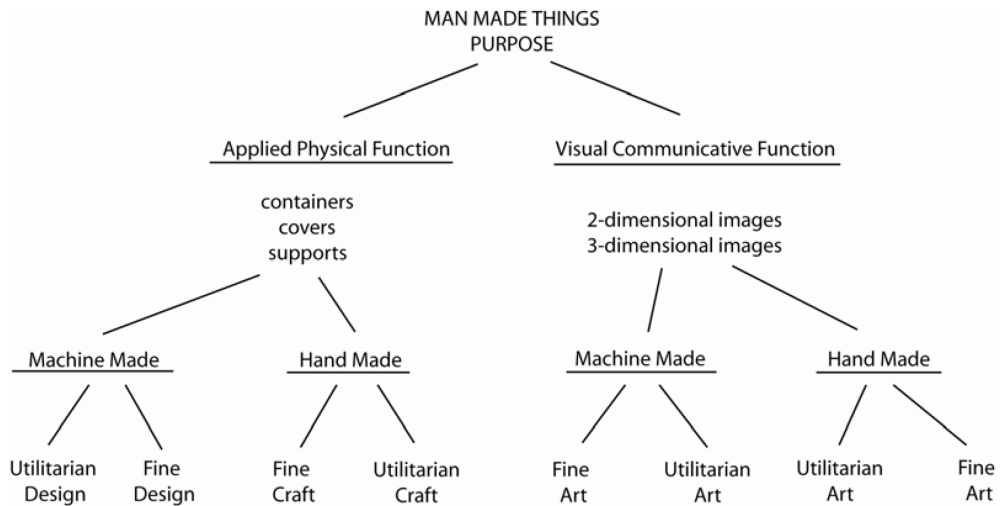 MAN MADE THINGS
PURPOSE
Applied Physical Function
Visual Communicative Function
containers
covers
supports
2-dimensional images
3-dimensional images
Machine Made
Hand Made
Machine Made
Hand Made
Utilitarian
Design
Fine
Design
Fine
Craft
Utilitarian
Craft
Fine
Art
Utilitarian
Art
Utilitarian
Art
Fine
Art